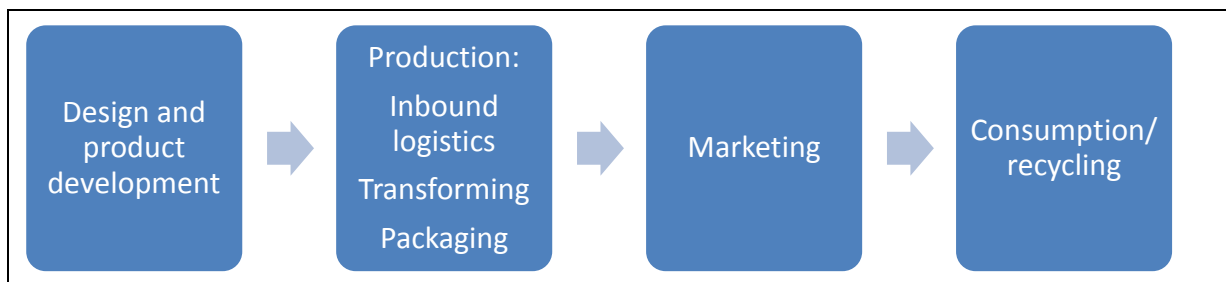 Design and
product
development
Production:
Inbound
logistics
Transforming
Packaging
Marketing
Consumption/
recycling